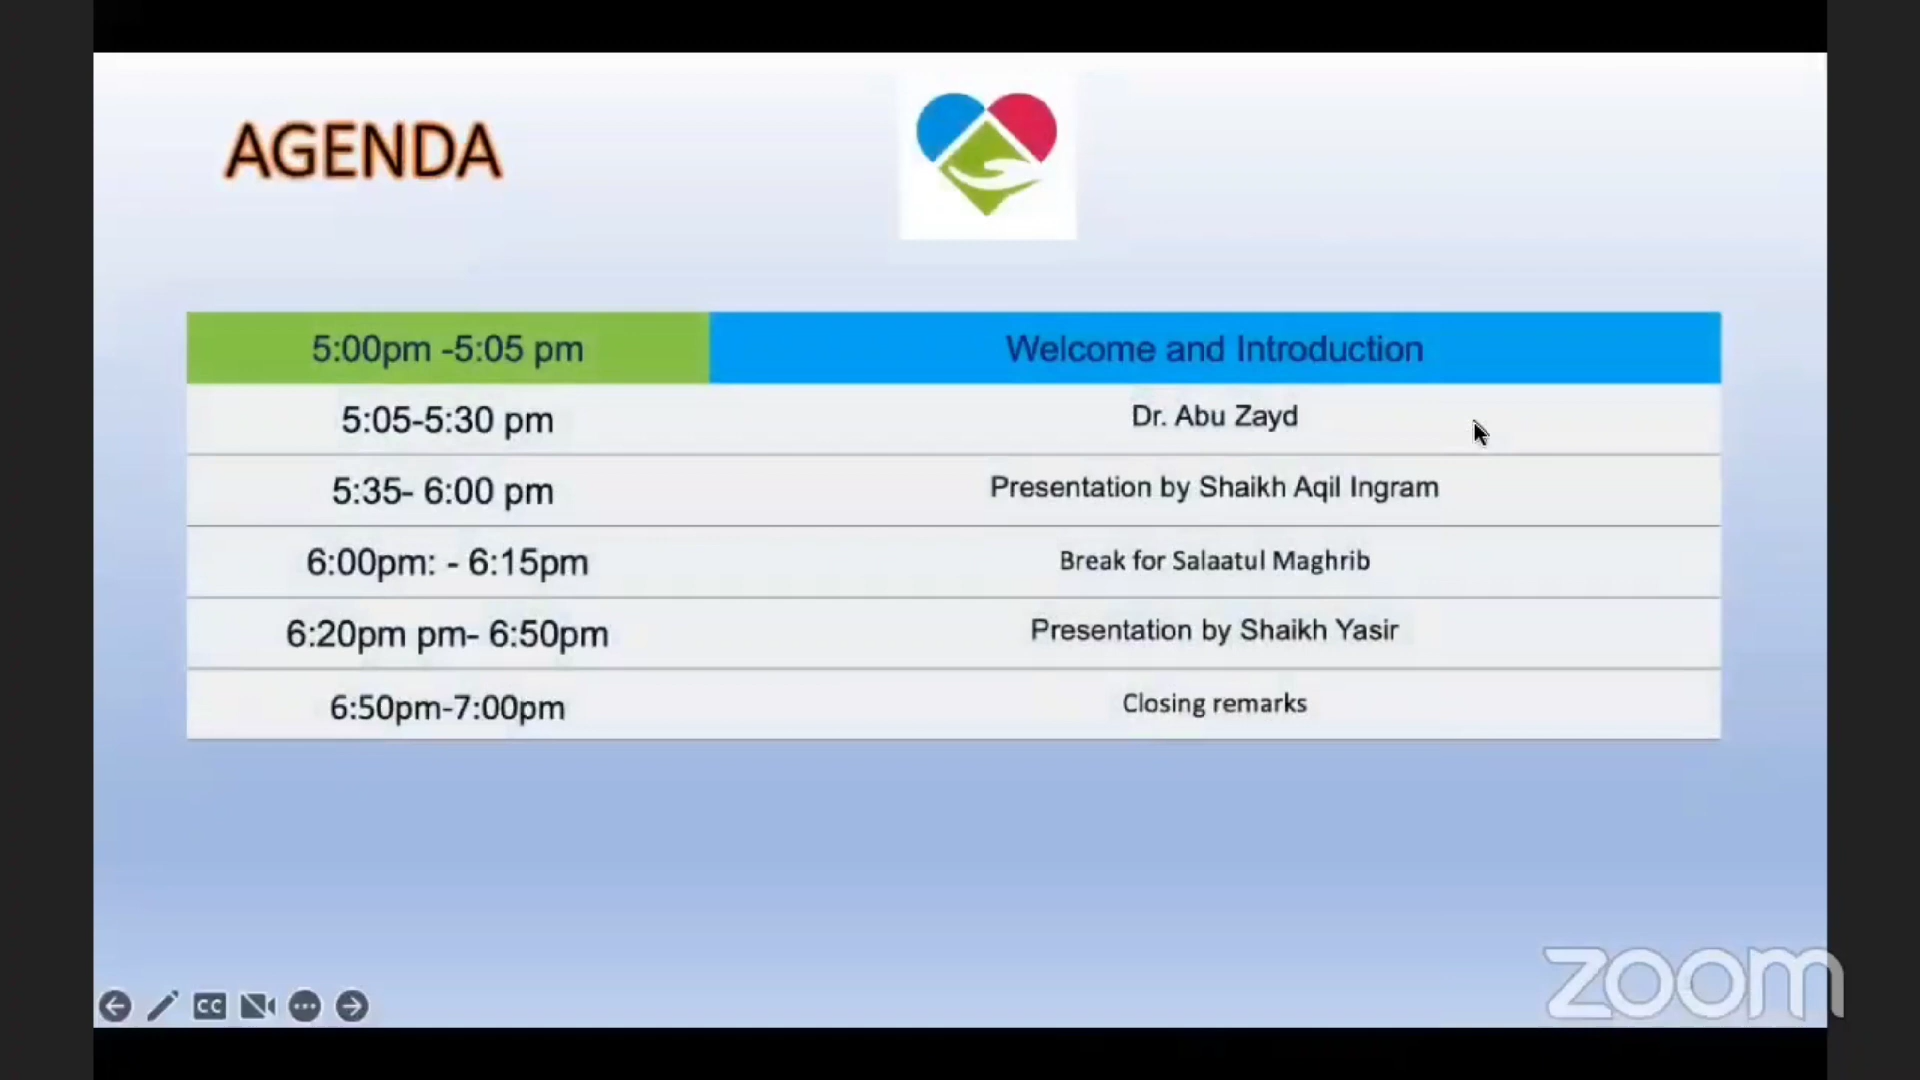 AGENDA
5:00pm -5:05 pm Welcome and Introduction
5:05-5:30 pm Dr. Abu Zayd
5:35- 6:00 pm Presentation by Shaikh Aqil Ingram
6:00pm: - 6:15pm Break for Salaatul Maghrib
6:20pm pm- 6:50pm Presentation by Shaikh Yasir
6:50pm-7:00pm Closing remarks
CC
zoom